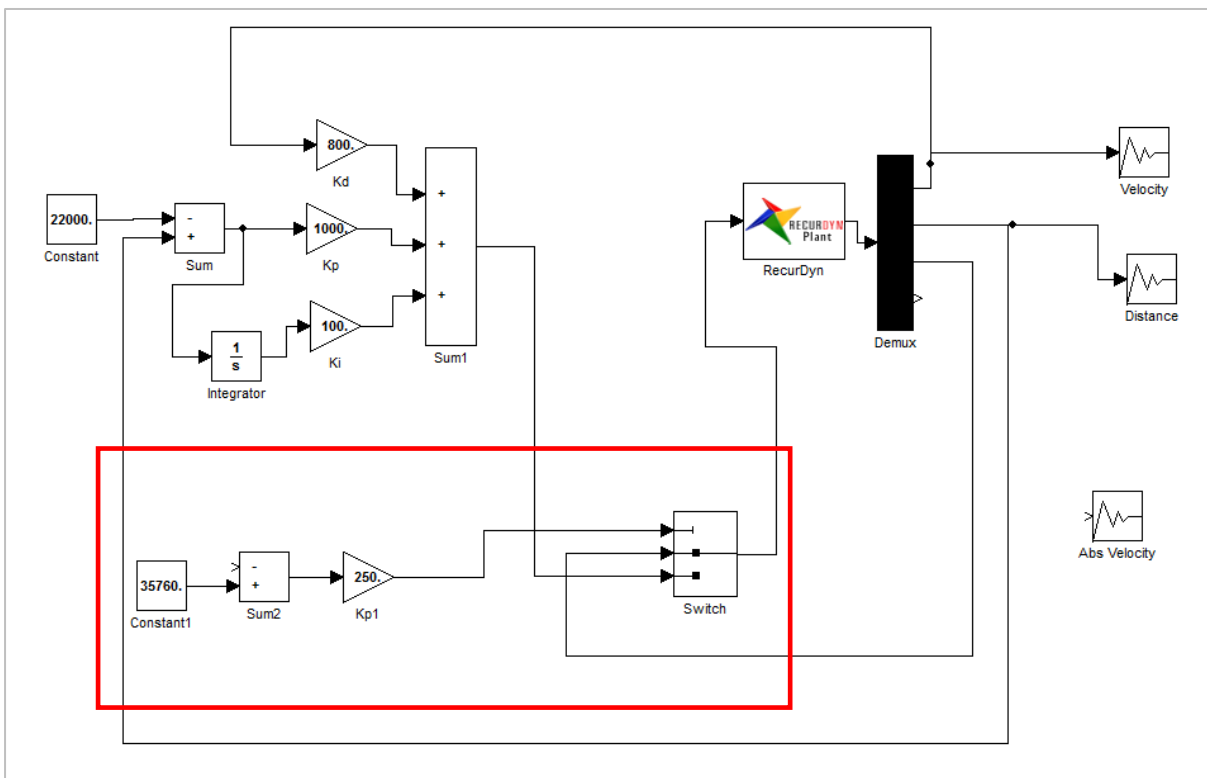 800.
Kd
22000.
Constant
-
+
Sum
1000.
Kp
1
s
Integrator
100.
Ki
+
+
+
Sum1
RECURDYN
Plant
RecurDyn
Demux
Velocity
Distance
35760.
Constant1
-
+
Sum2
250.
Kp1
Switch
Abs Velocity